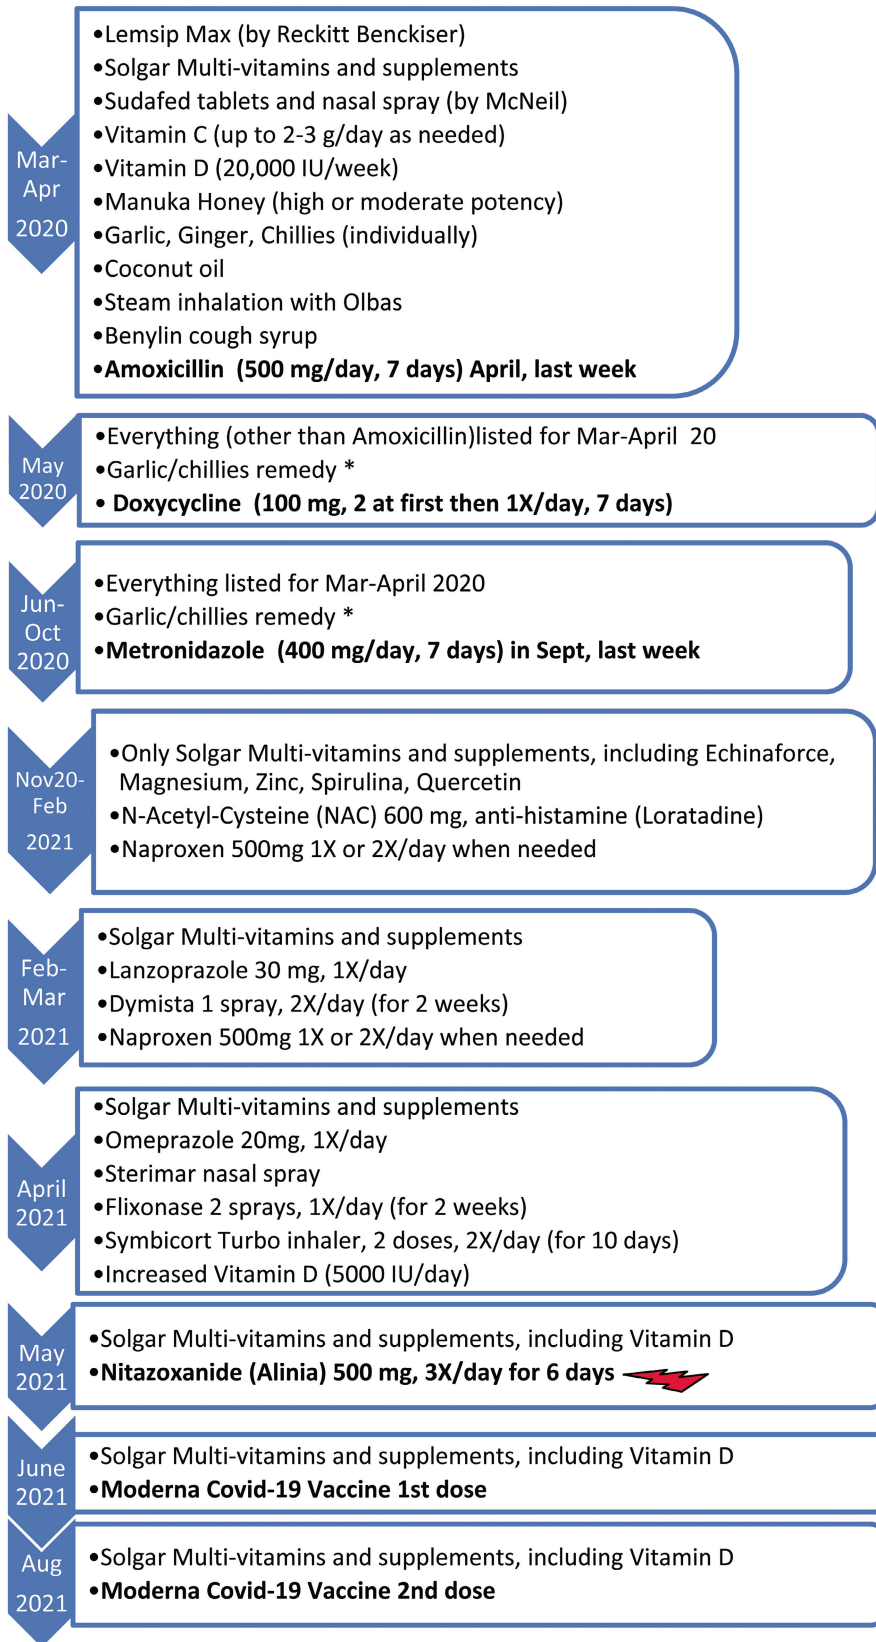 Mar-
Apr
2020
•Lemsip Max (by Reckitt Benckiser)
•Solgar Multi-vitamins and supplements
•Sudafed tablets and nasal spray (by McNeil)
•Vitamin C (up to 2-3 g/day as needed)
•Vitamin D (20,000 IU/week)
•Manuka Honey (high or moderate potency)
•Garlic, Ginger, Chillies (individually)
•Coconut oil
•Steam inhalation with Olbas
•Benylin cough syrup
•Amoxicillin (500 mg/day, 7 days) April, last week
May
2020
•Everything (other than Amoxicillin)listed for Mar-April 20
•Garlic/chillies remedy *
• Doxycycline (100 mg, 2 at first then 1X/day, 7 days)
Jun-
Oct
2020
•Everything listed for Mar-April 2020
•Garlic/chillies remedy *
•Metronidazole (400 mg/day, 7 days) in Sept, last week
Nov20-
Feb
2021
•Only Solgar Multi-vitamins and supplements, including Echinaforce,
Magnesium, Zinc, Spirulina, Quercetin
•N-Acetyl-Cysteine (NAC) 600 mg, anti-histamine (Loratadine)
•Naproxen 500mg 1X or 2X/day when needed
Feb-
Mar
2021
•Solgar Multi-vitamins and supplements
•Lanzoprazole 30 mg, 1X/day
•Dymista 1 spray, 2X/day (for 2 weeks)
•Naproxen 500mg 1X or 2X/day when needed
April
2021
•Solgar Multi-vitamins and supplements
•Omeprazole 20mg, 1X/day
•Sterimar nasal spray
•Flixonase 2 sprays, 1X/day (for 2 weeks)
•Symbicort Turbo inhaler, 2 doses, 2X/day (for 10 days)
•Increased Vitamin D (5000 IU/day)
May
2021
•Solgar Multi-vitamins and supplements, including Vitamin D
•Nitazoxanide (Alinia) 500 mg, 3X/day for 6 days
June
2021
•Solgar Multi-vitamins and supplements, including Vitamin D
•Moderna Covid-19 Vaccine 1st dose
Aug
2021
•Solgar Multi-vitamins and supplements, including Vitamin D
•Moderna Covid-19 Vaccine 2nd dose